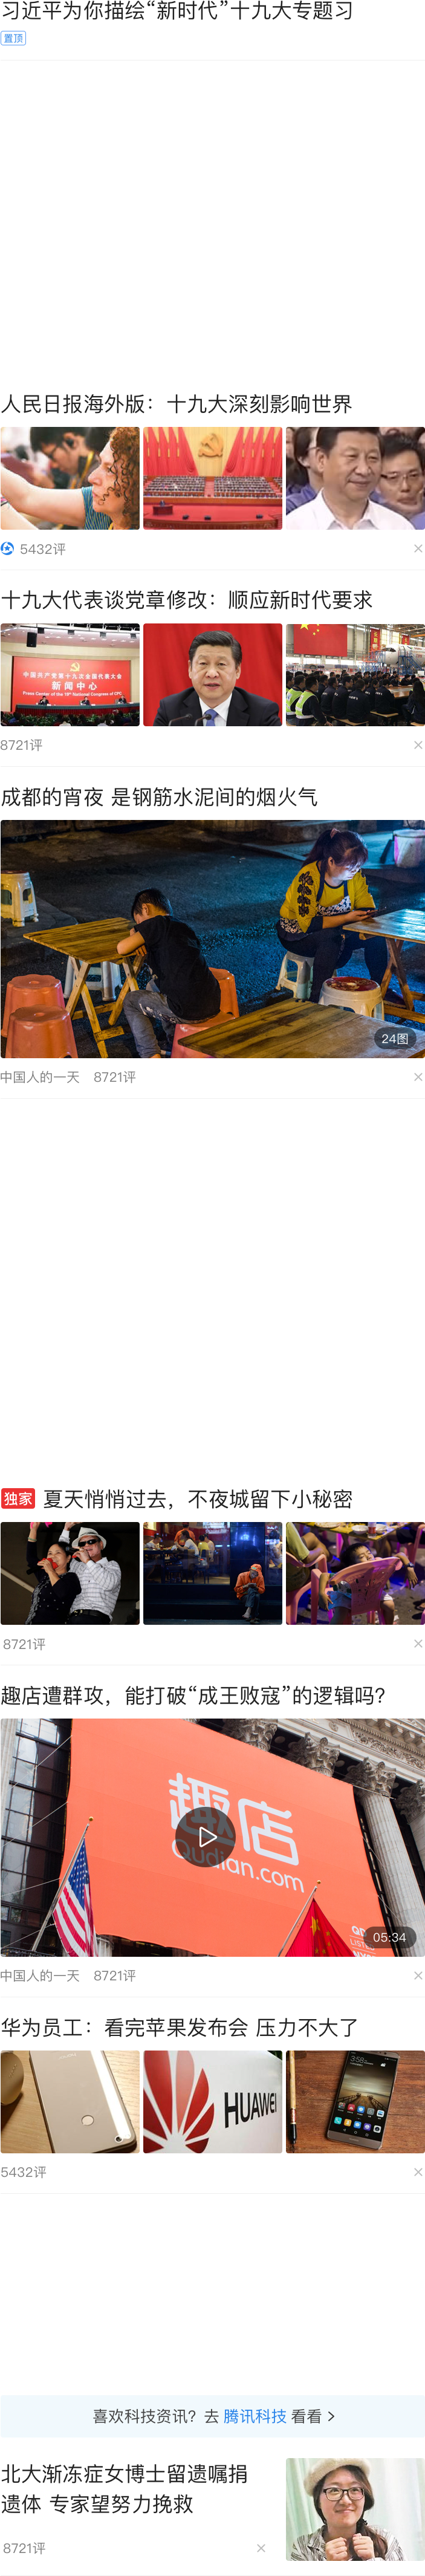 习近平为你描绘“新时代”十九大专题习
置顶
人民日报海外版：十九大深刻影响世界
5432评
十九大代表谈党章修改：顺应新时代要求
中国共产党第十九次全国代表大会
新闻中心
Press Center of the 19th National Congress of CPC
8721评
成都的宵夜 是钢筋水泥间的烟火气
24图
中国人的一天 8721评
独家 夏天悄悄过去，不夜城留下小秘密
8721评
趣店遭群攻，能打破“成王败寇”的逻辑吗？
趣店
Qudian.com
05:34
中国人的一天 8721评
华为员工：看完苹果发布会 压力不大了
HUAWEI
3:58
5432评
喜欢科技资讯？去 腾讯科技 看看 >
北大渐冻症女博士留遗嘱捐
遗体 专家望努力挽救
8721评